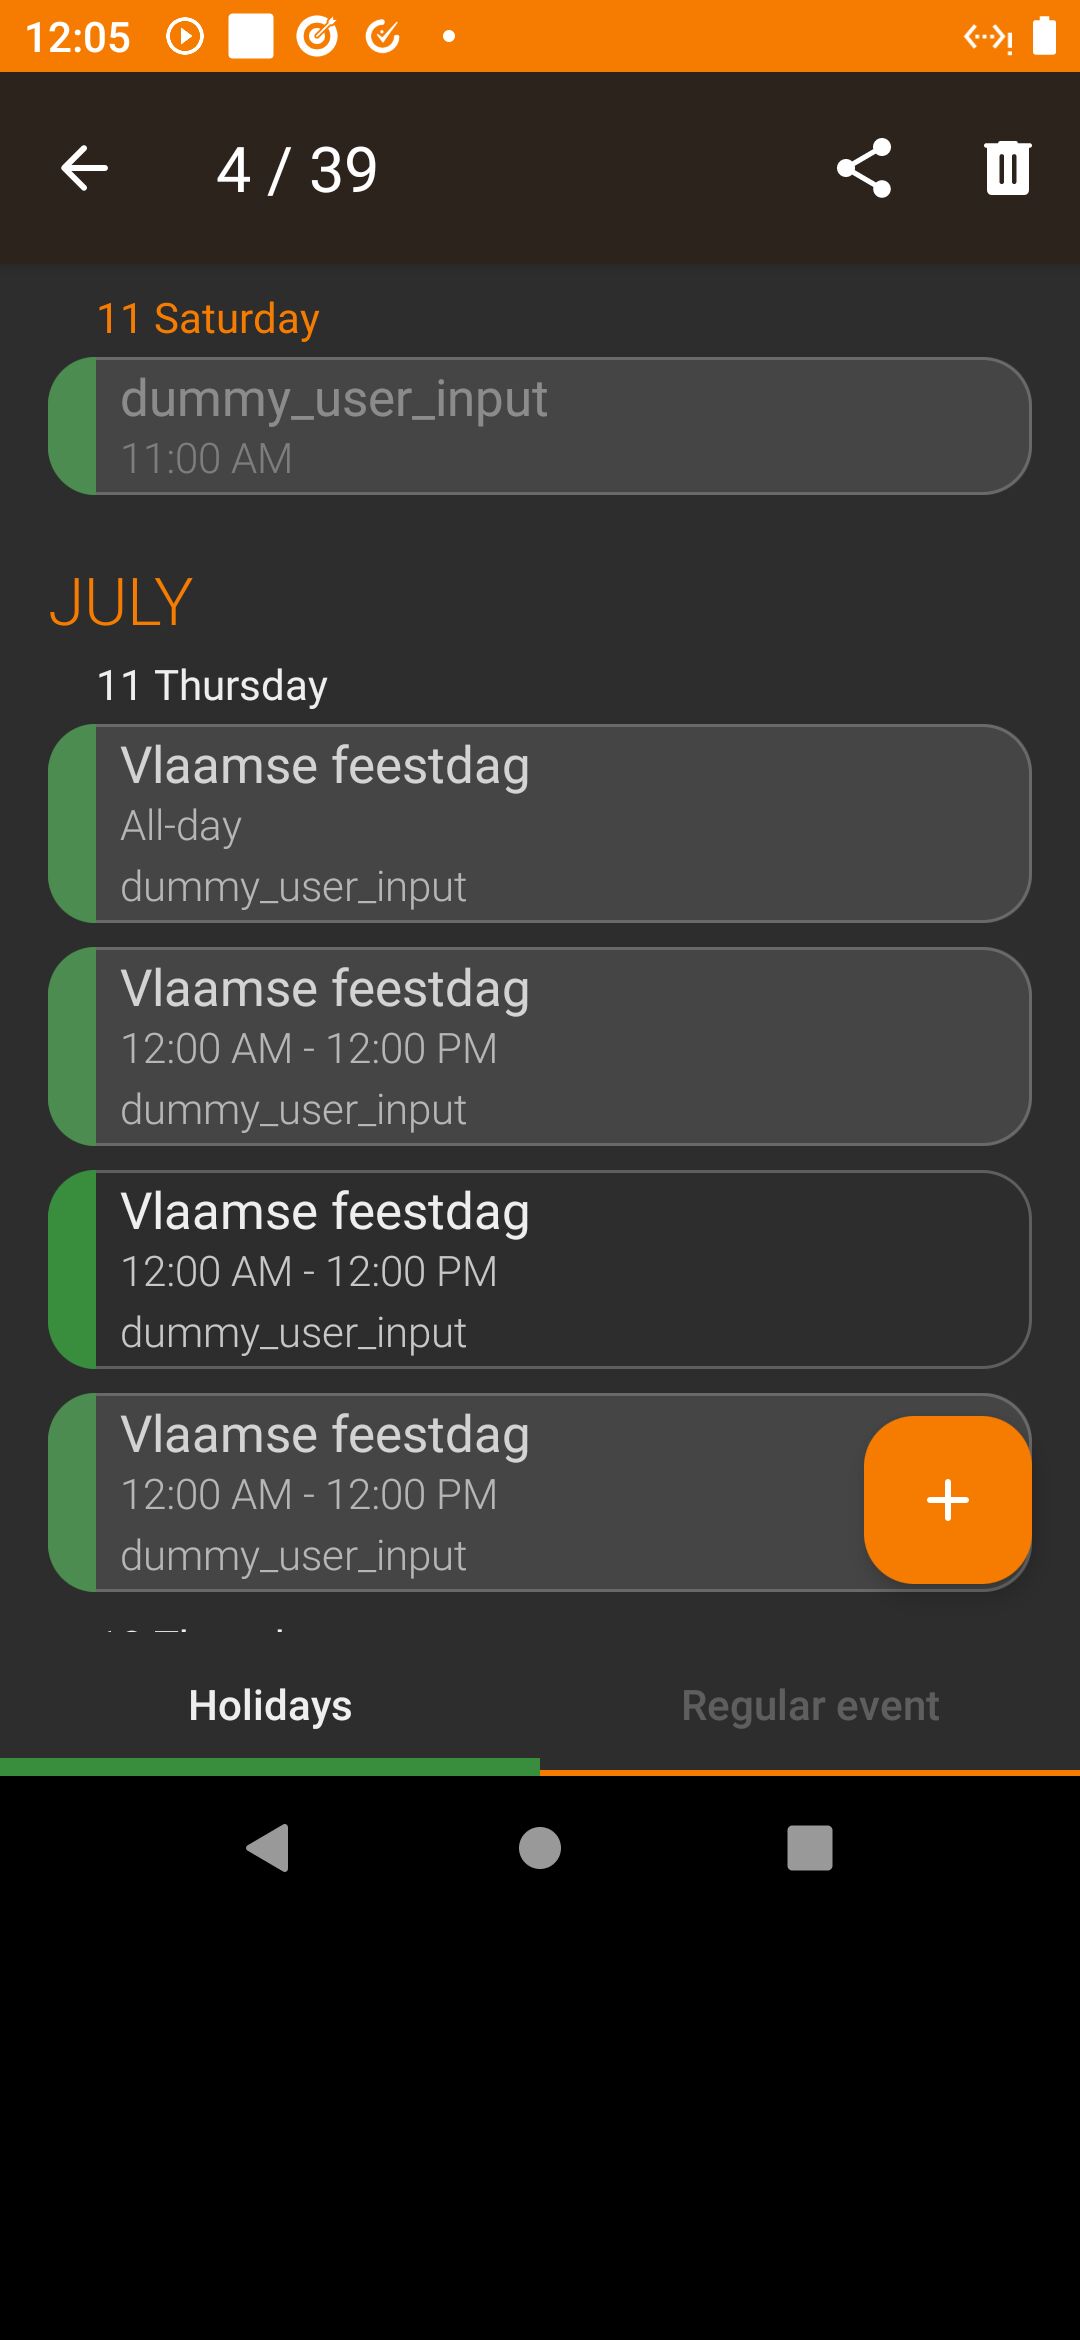 12:05
4 / 39
11 Saturday
dummy_user_input
11:00 AM
JULY
11 Thursday
Vlaamse feestdag
All-day
dummy_user_input
Vlaamse feestdag
12:00 AM - 12:00 PM
dummy_user_input
Vlaamse feestdag
12:00 AM - 12:00 PM
dummy_user_input
Vlaamse feestdag
12:00 AM - 12:00 PM
dummy_user_input
Holidays
Regular event